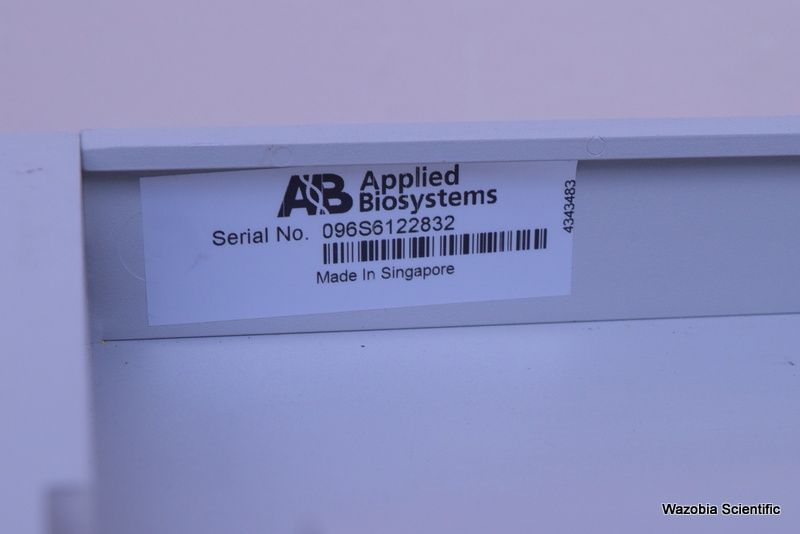 AB Applied
Biosystems
Serial No. 096S6122832
Made In Singapore
4343483
Wazobia Scientific